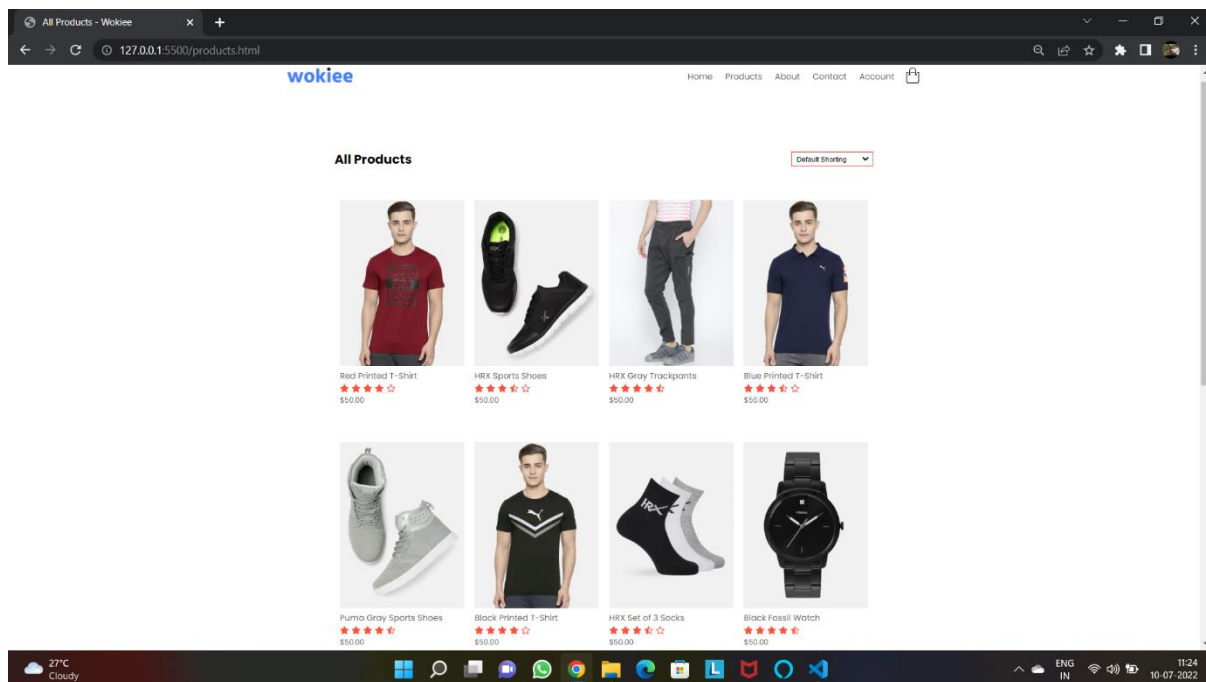 All Products - Wokiee
127.0.0.1:5500/products.html
wokiee
Home Products About Contact Account
All Products
Default Shorting
Red Printed T-Shirt
HRX Sports Shoes
HRX Gray Trackpants
Blue Printed T-Shirt
$50.00
$50.00
$50.00
$50.00
HRX
Puma Gray Sports Shoes
Black Printed T-Shirt
HRX Set of 3 Socks
Black Fossil Watch
$50.00
$50.00
$50.00
$50.00
27°C
Cloudy
ENG
IN
11:24
10-07-2022